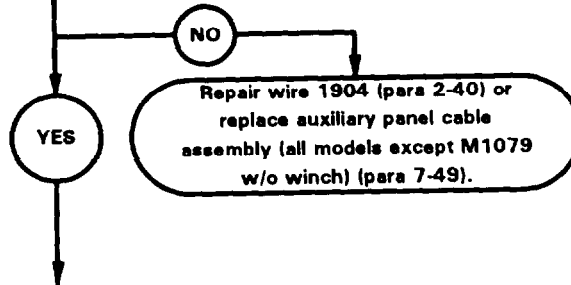 NO
YES
Repair wire 1904 (para 2-40) or
replace auxiliary panel cable
assembly (all models except M1079
w/o winch) (para 7-49).